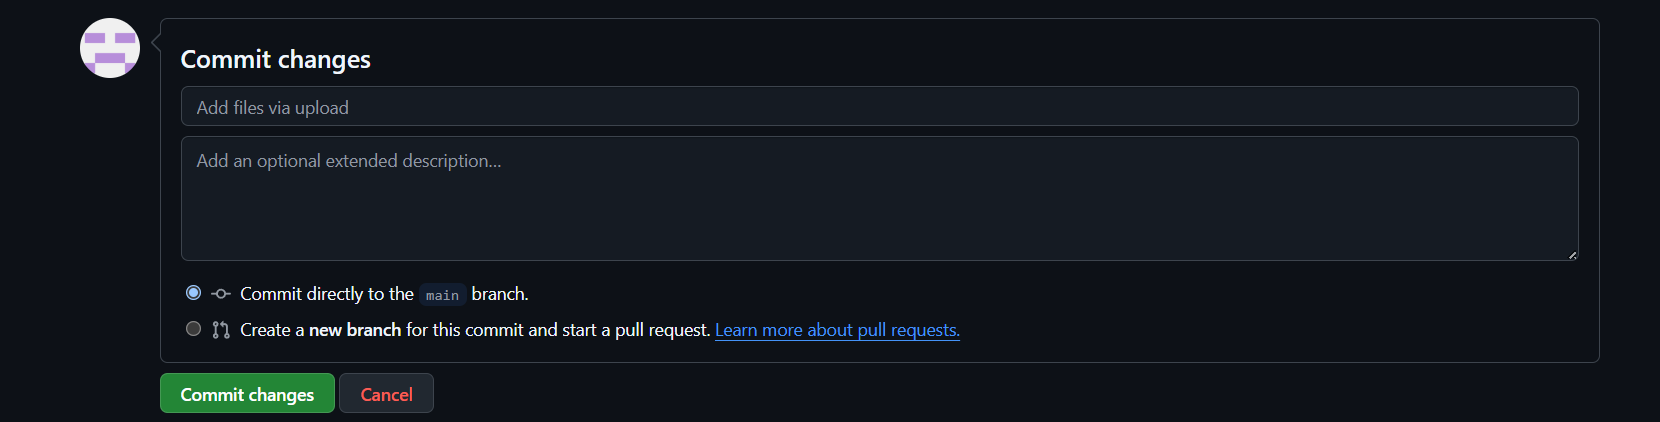 Commit changes
Add files via upload
Add an optional extended description...
Commit directly to the main branch.
Create a new branch for this commit and start a pull request. Learn more about pull requests.
Commit changes Cancel